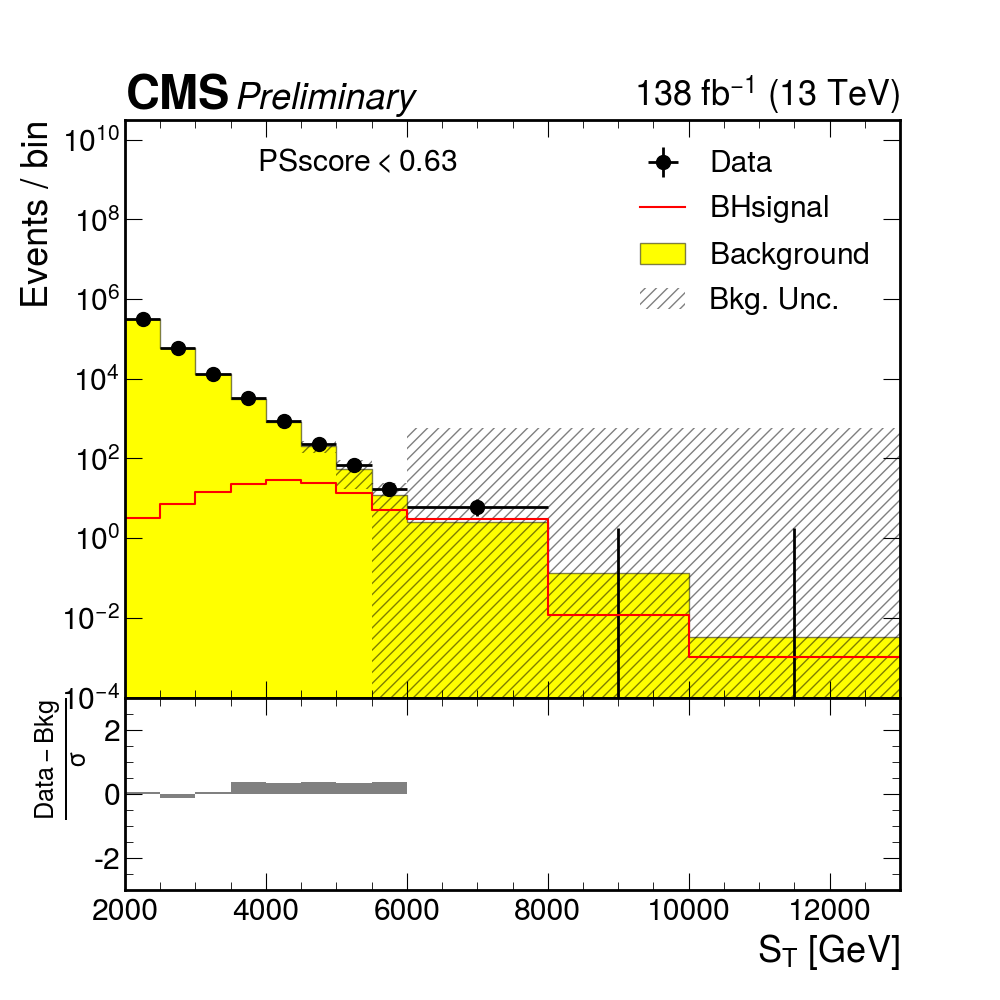 CMS Preliminary 138 fb⁻¹ (13 TeV)
Events / bin
PSscore < 0.63
Data
BHsignal
Background
Bkg. Unc.
10¹⁰
10⁸
10⁶
10⁴
10²
10⁰
10⁻²
10⁻⁴
Data – Bkg
σ
2
0
-2
2000 4000 6000 8000 10000 12000
S_T [GeV]